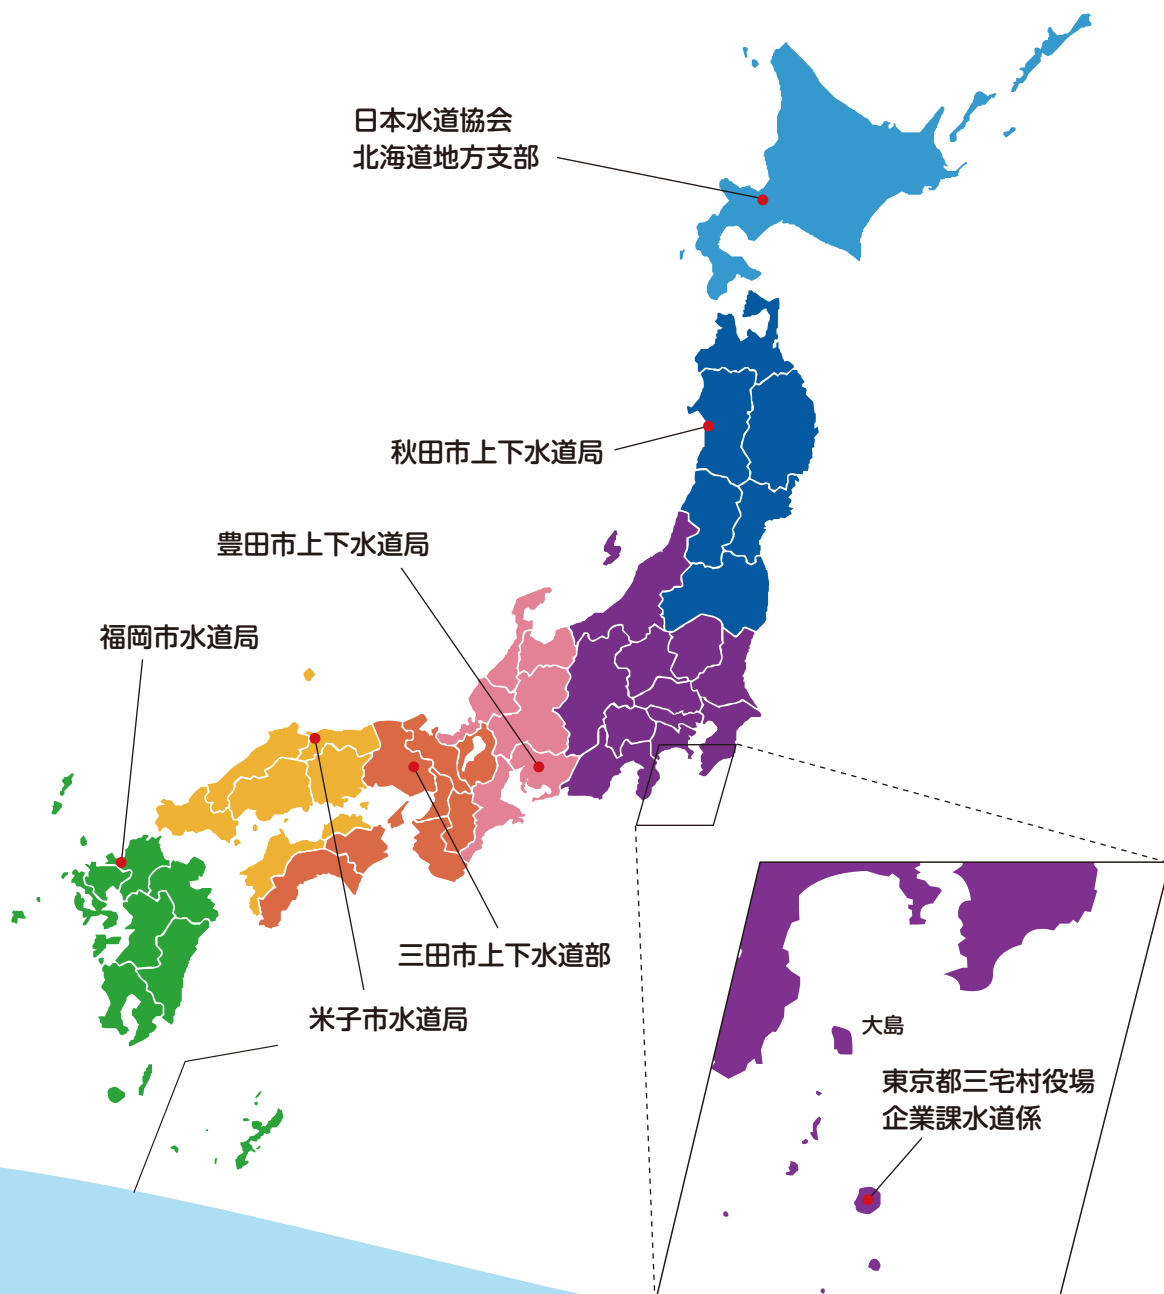 日本水道協会
北海道地方支部
秋田市上下水道局
豊田市上下水道局
福岡市水道局
三田市上下水道部
米子市水道局
大島
東京都三宅村役場
企業課水道係